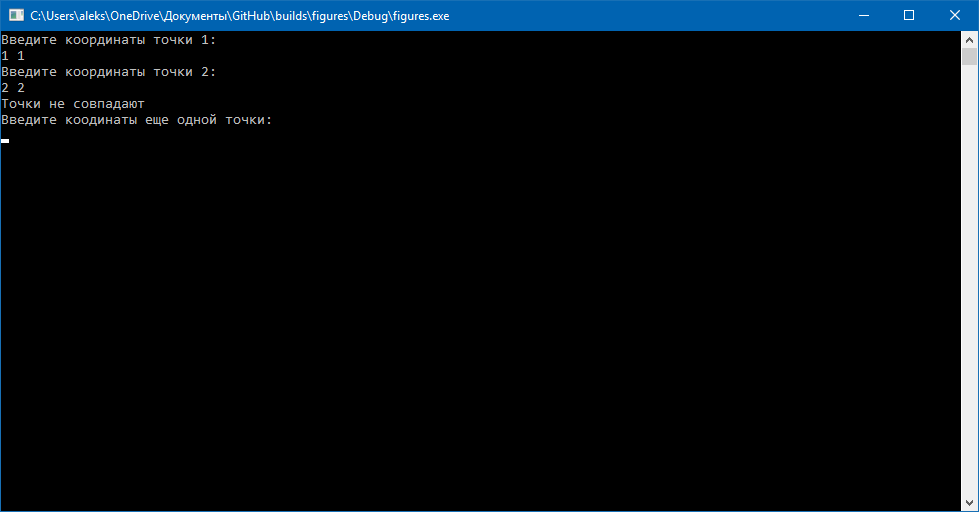 C:\Users\aleks\OneDrive\Документы\GitHub\builds\figures\Debug\figures.exe
Введите координаты точки 1:
1 1
Введите координаты точки 2:
2 2
Точки не совпадают
Введите коодинаты еще одной точки: